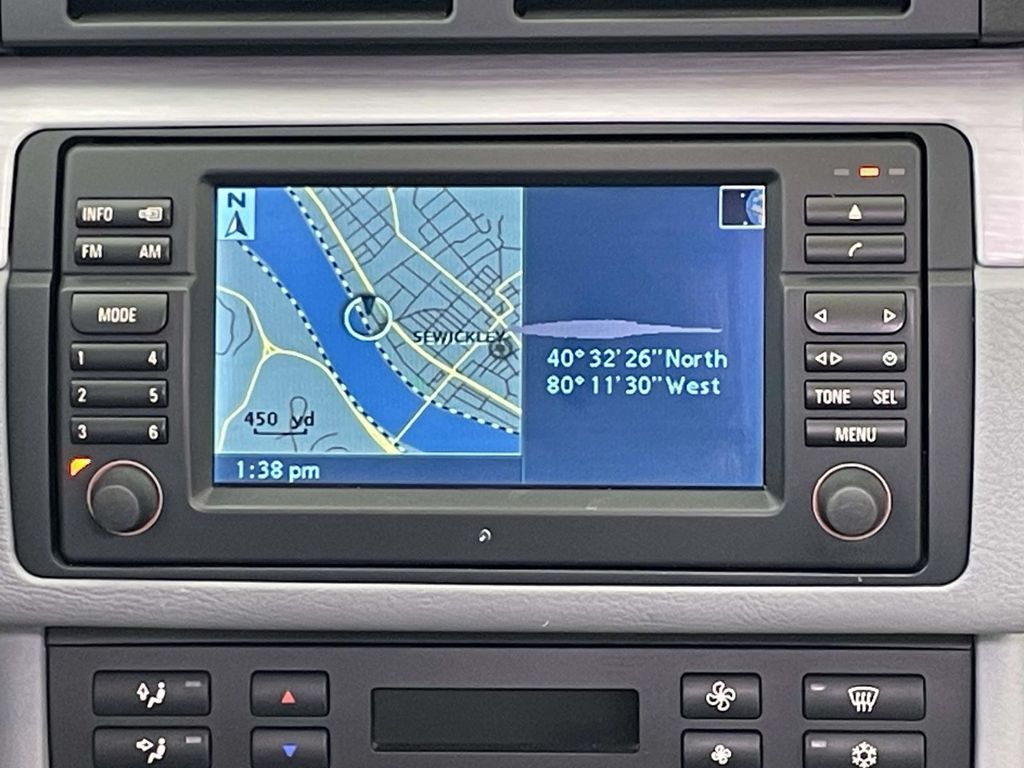 INFO
FM AM
MODE
1 4
2 5
3 6
N
SEWICKLEY
450 yd
1:38 pm
40° 32' 26" North
80° 11' 30" West
TONE SEL
MENU